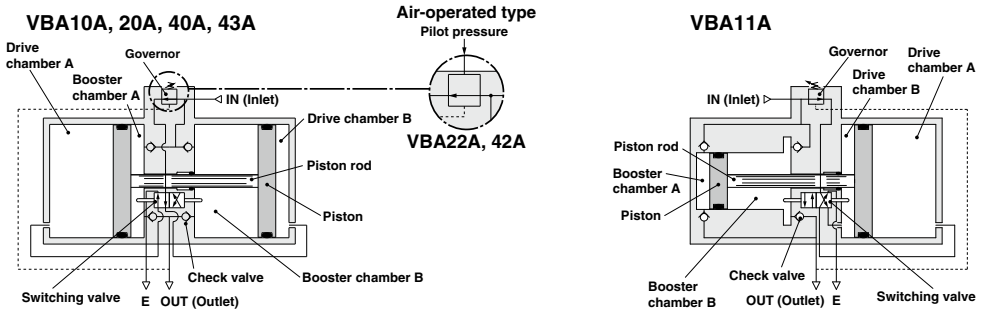 VBA10A, 20A, 40A, 43A
Drive
chamber A
Booster
chamber A
Governor
IN (Inlet)
Drive chamber B
Piston rod
Piston
Booster chamber B
Check valve
Switching valve
E
OUT (Outlet)
Air-operated type
Pilot pressure
VBA22A, 42A
VBA11A
Governor
Drive
chamber A
Drive
chamber B
IN (Inlet)
Piston rod
Booster
chamber A
Piston
Booster
chamber B
Check valve
OUT (Outlet)
E
Switching valve